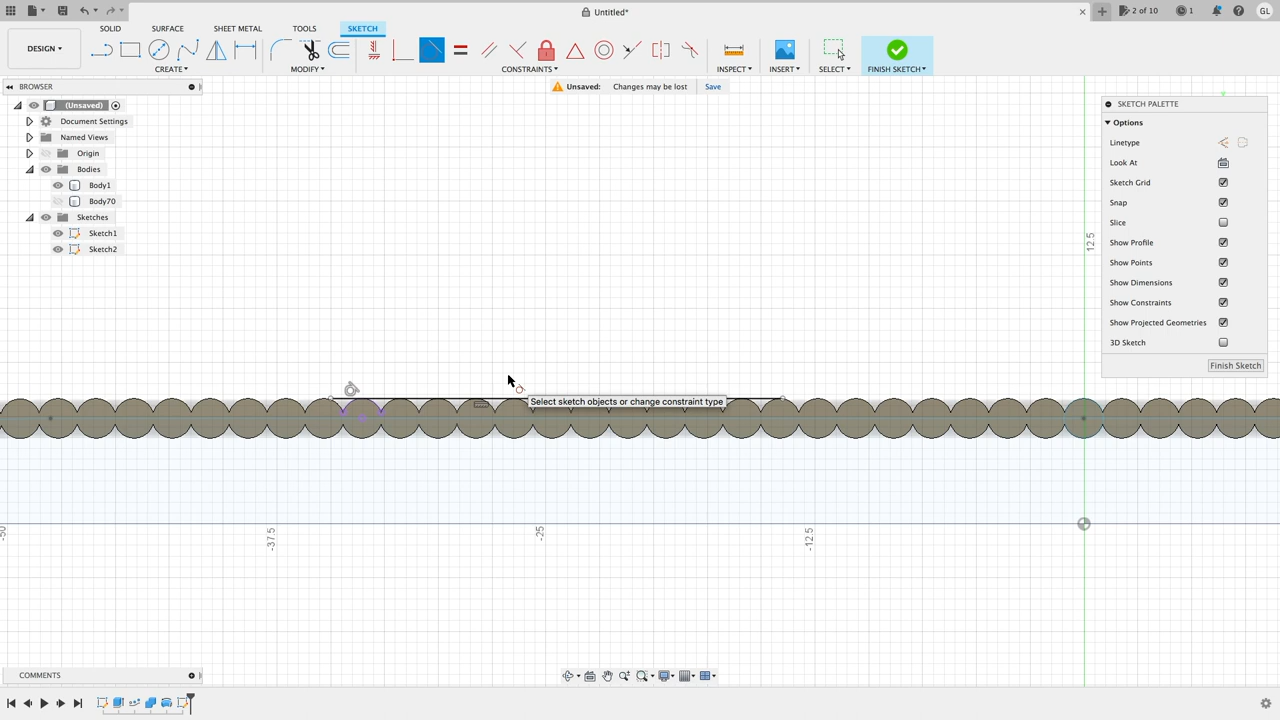 Untitled*
2 of 10
1
GL
SOLID
SURFACE
SHEET METAL
TOOLS
SKETCH
DESIGN
CREATE
MODIFY
CONSTRAINTS
INSPECT
INSERT
SELECT
FINISH SKETCH
BROWSER
Unsaved: Changes may be lost Save
(Unsaved)
Document Settings
Named Views
Origin
Bodies
Body1
Body70
Sketches
Sketch1
Sketch2
SKETCH PALETTE
Options
Linetype
Look At
Sketch Grid
Snap
Slice
Show Profile
Show Points
Show Dimensions
Show Constraints
Show Projected Geometries
3D Sketch
Finish Sketch
12.5
Select sketch objects or change constraint type
-50
-37.5
-25
-12.5
COMMENTS